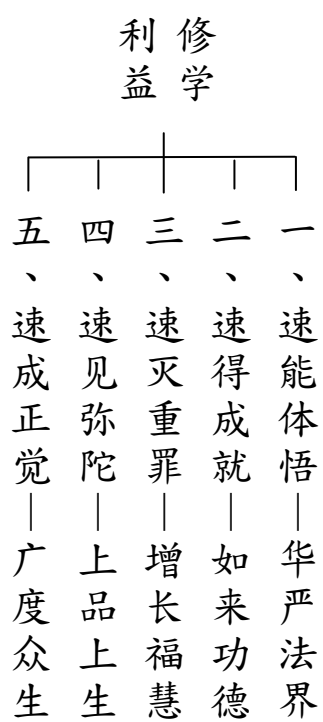 修学
利益
一、速能体悟—华严法界
二、速得成就—如来功德
三、速灭重罪—增长福慧
四、速见弥陀—上品上生
五、速成正觉—广度众生